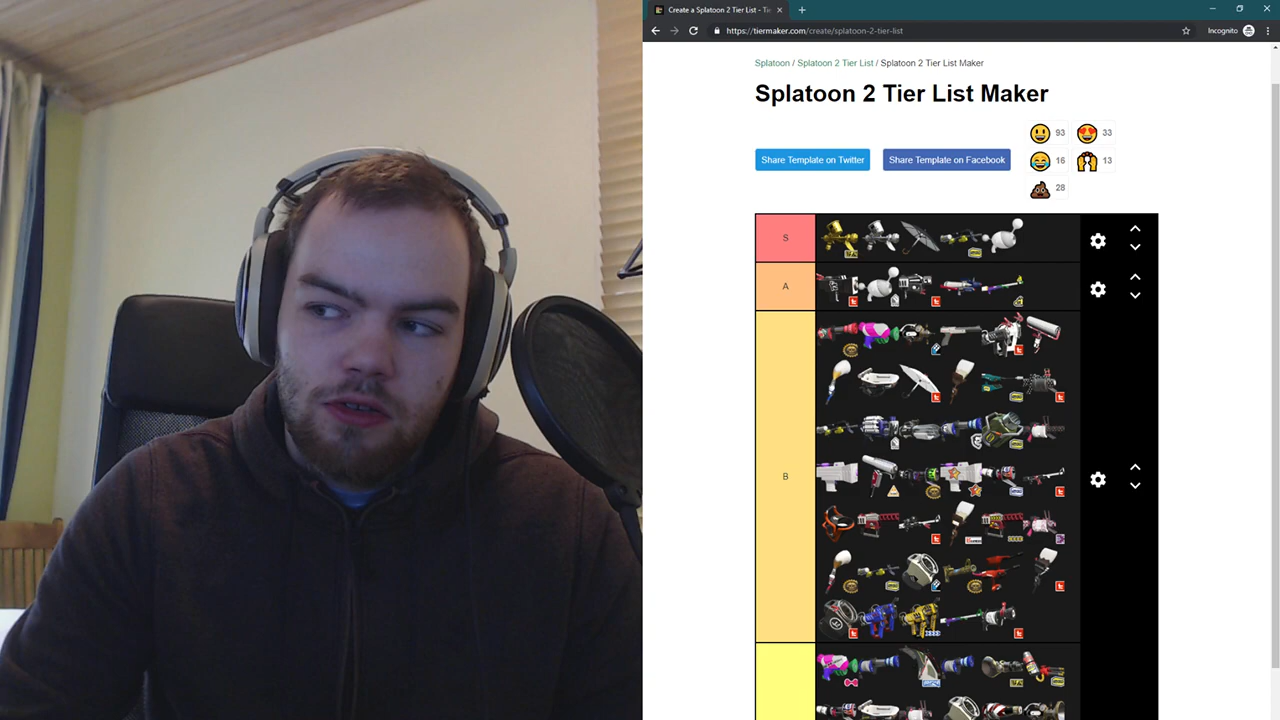 Create a Splatoon 2 Tier List - Tie
https://tiermaker.com/create/splatoon-2-tier-list
Incognito
Splatoon / Splatoon 2 Tier List / Splatoon 2 Tier List Maker
Splatoon 2 Tier List Maker
93
33
Share Template on Twitter
Share Template on Facebook
16
13
28
S
A
B